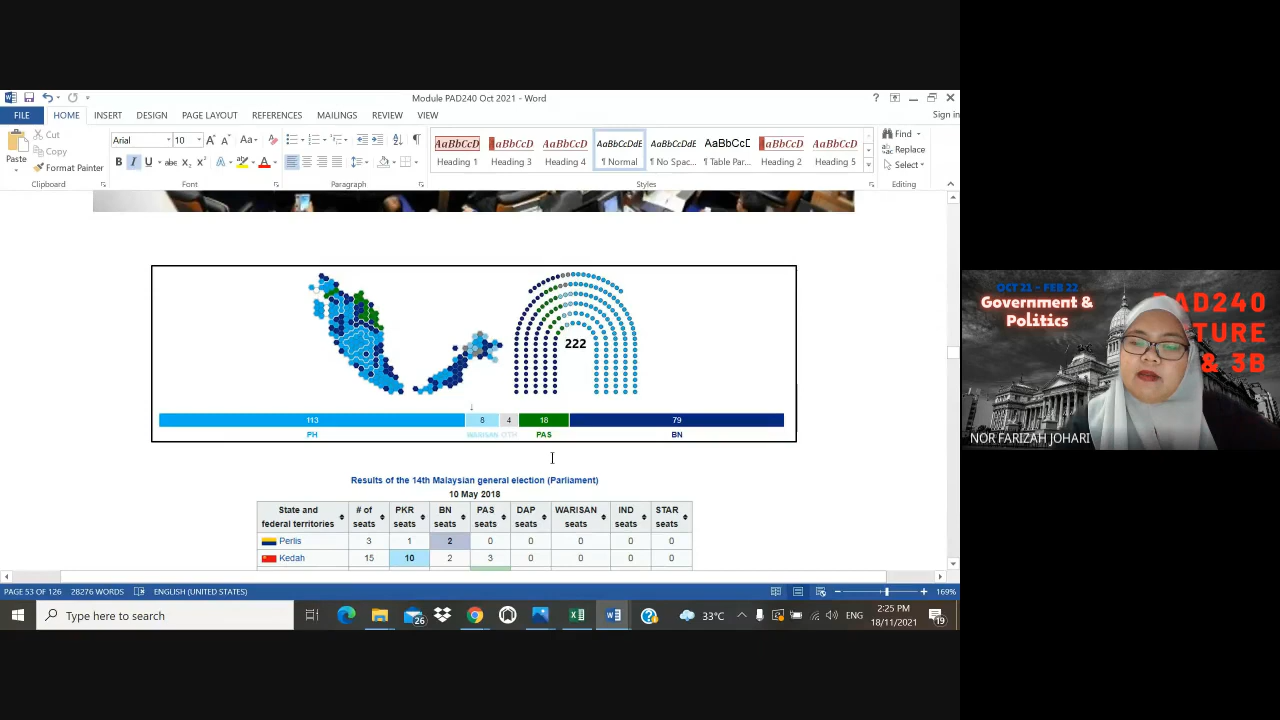 Module PAD240 Oct 2021 - Word
FILE HOME INSERT DESIGN PAGE LAYOUT REFERENCES MAILINGS REVIEW VIEW Sign in
Paste
Cut
Copy
Format Painter
Clipboard
Arial 10
Font
Paragraph
AaBbCcD AaBbCcD AaBbCcD AaBbCcDdE AaBbCcDdE AaBbCc AaBbCcD AaBbCcD
Heading 1 Heading 3 Heading 4 ¶ Normal ¶ No Spac... ¶ Table Par... Heading 2 Heading 5
Styles
Find
Replace
Select
Editing
222
113 8 4 18 79
PH WARISAN PAS BN
Results of the 14th Malaysian general election (Parliament)
10 May 2018
State and federal territories # of seats PKR seats BN seats PAS seats DAP seats WARISAN seats IND seats STAR seats
Perlis 3 1 2 0 0 0 0 0
Kedah 15 10 2 3 0 0 0 0
PAGE 53 OF 126 28276 WORDS ENGLISH (UNITED STATES) 169%
Type here to search
26
33°C
ENG
2:25 PM
18/11/2021
19
OCT 21 - FEB 22
Government &
Politics
PAD240
& 3B
NOR FARIZAH JOHARI